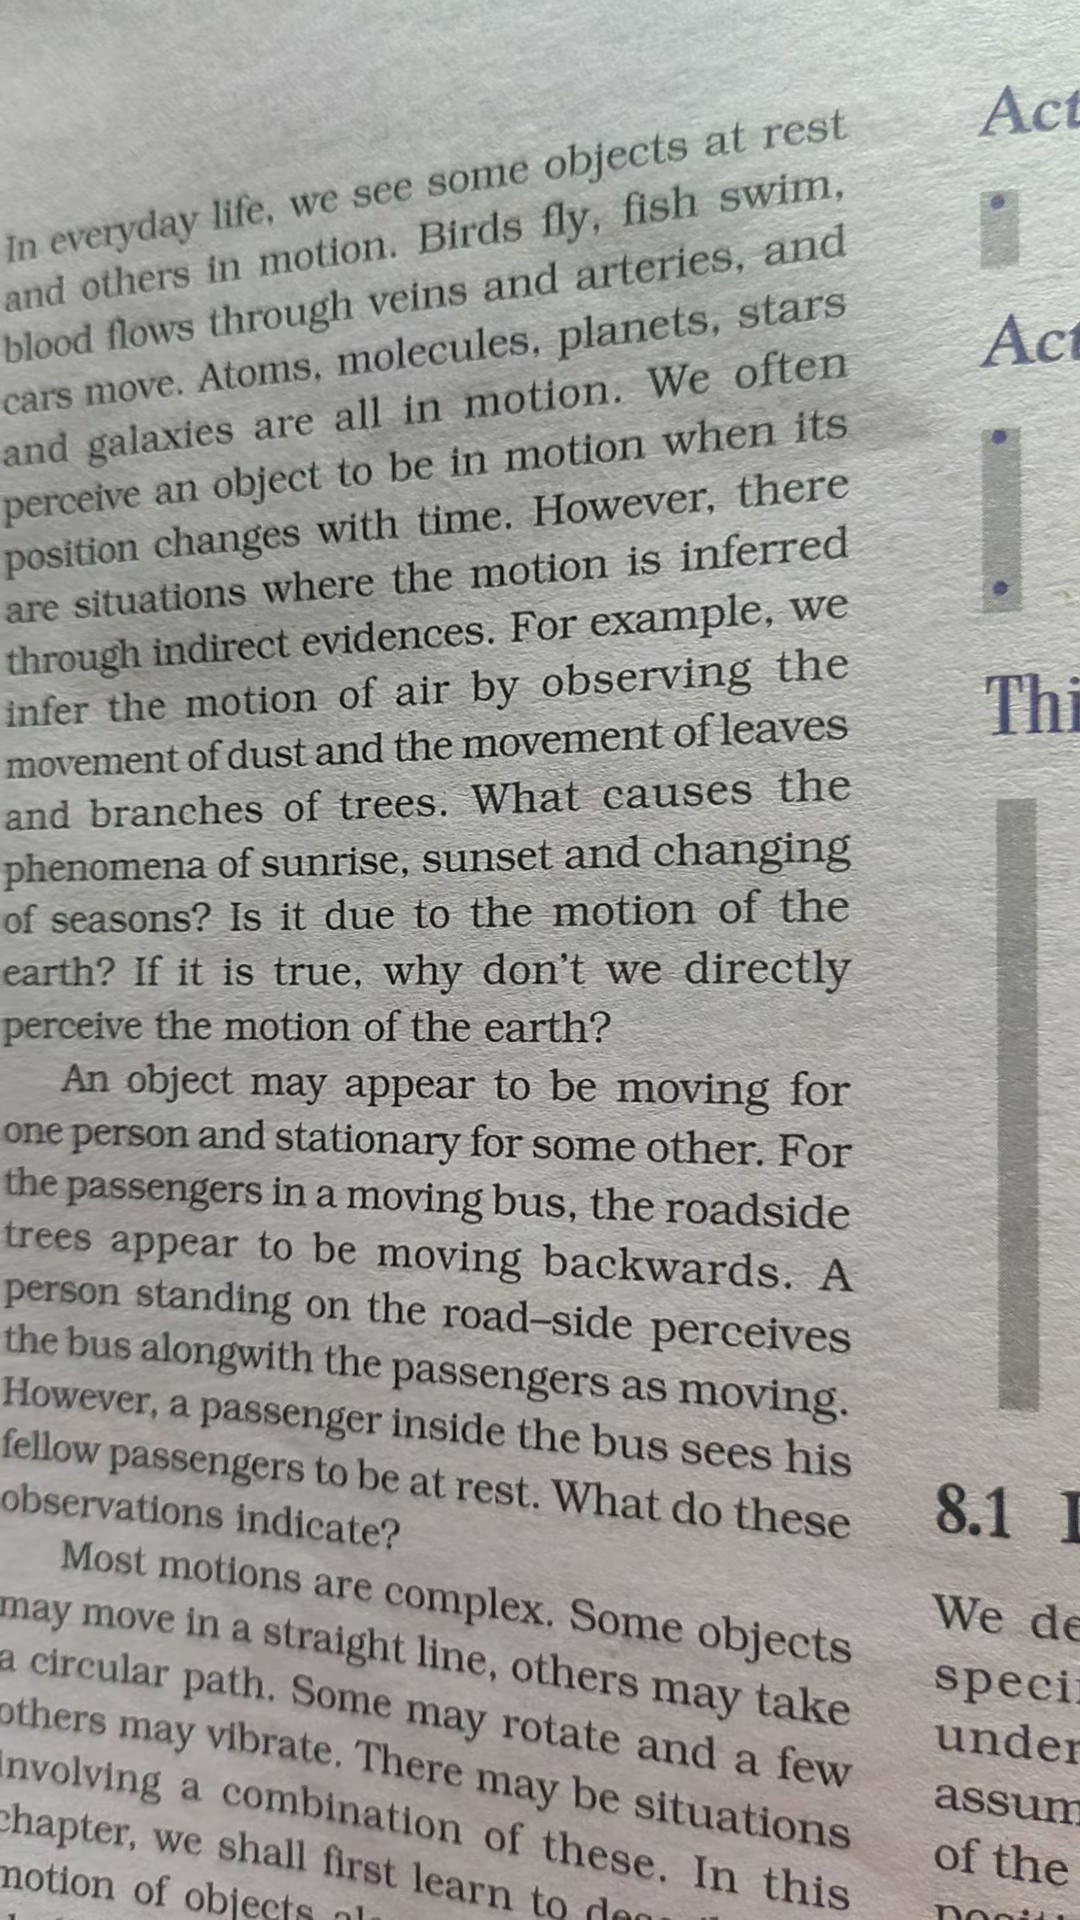 In everyday life, we see some objects at rest
and others in motion. Birds fly, fish swim,
blood flows through veins and arteries, and
cars move. Atoms, molecules, planets, stars
and galaxies are all in motion. We often
perceive an object to be in motion when its
position changes with time. However, there
are situations where the motion is inferred
through indirect evidences. For example, we
infer the motion of air by observing the
movement of dust and the movement of leaves
and branches of trees. What causes the
phenomena of sunrise, sunset and changing
of seasons? Is it due to the motion of the
earth? If it is true, why don't we directly
perceive the motion of the earth?
An object may appear to be moving for
one person and stationary for some other. For
the passengers in a moving bus, the roadside
trees appear to be moving backwards. A
person standing on the road–side perceives
the bus alongwith the passengers as moving.
However, a passenger inside the bus sees his
fellow passengers to be at rest. What do these
observations indicate?
Most motions are complex. Some objects
may move in a straight line, others may take
a circular path. Some may rotate and a few
others may vibrate. There may be situations
involving a combination of these. In this
chapter, we shall first learn to
motion of objects
Act
Act
Thi
8.1
We de
speci
under
assum
of the